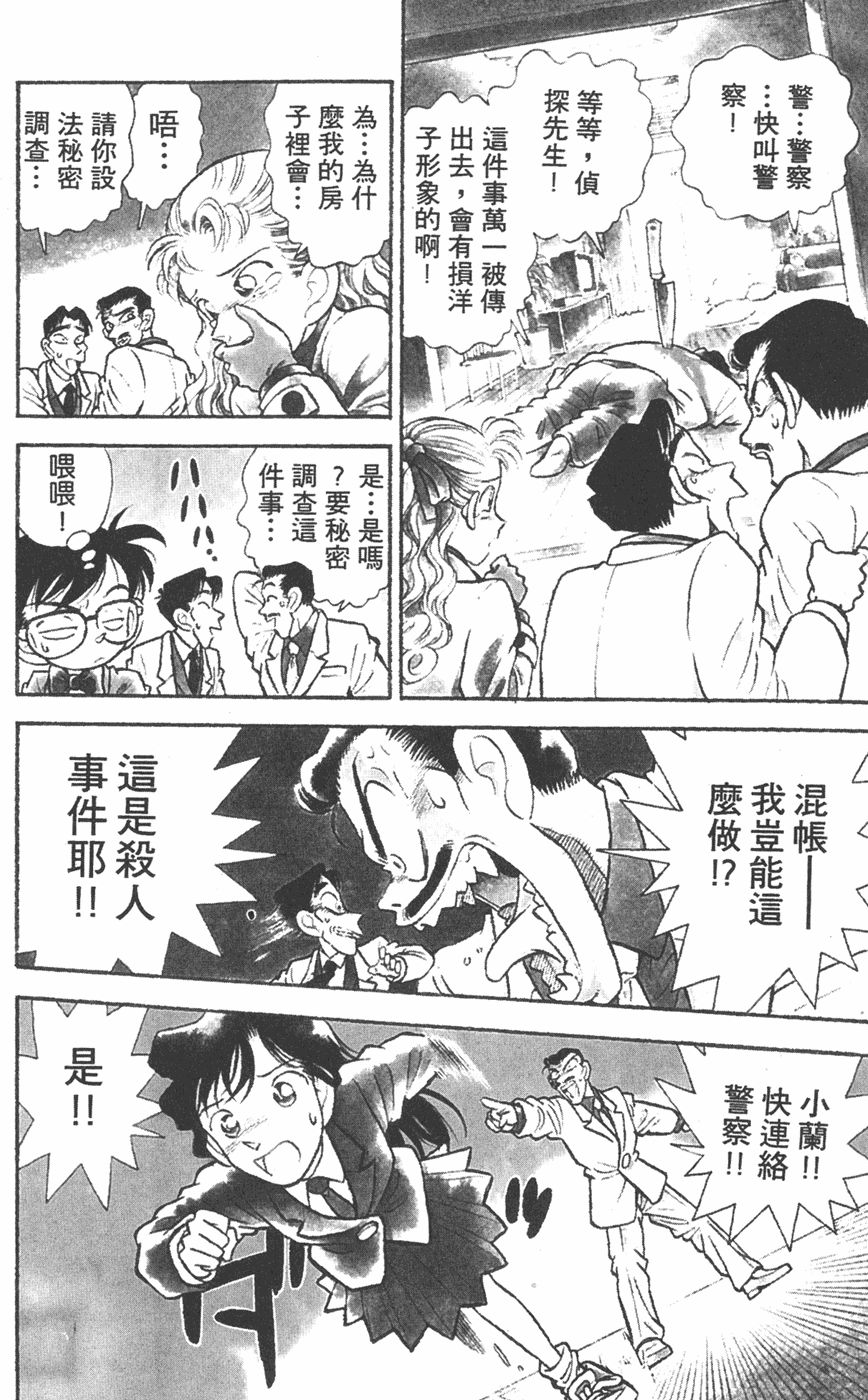 警…警察
…快叫警
察！
等等，偵
探先生！
這件事萬一被傳
出去，會有損洋
子形象的啊！
為…為什
麼我的房
子裡會…
唔…
請你設
法秘密
調查…
是…是嗎
？要秘密
調查這
件事…
喂喂！
混帳——
我豈能這
麼做!?
這是殺人
事件耶!!
小蘭!!
快連絡
警察!!
是!!